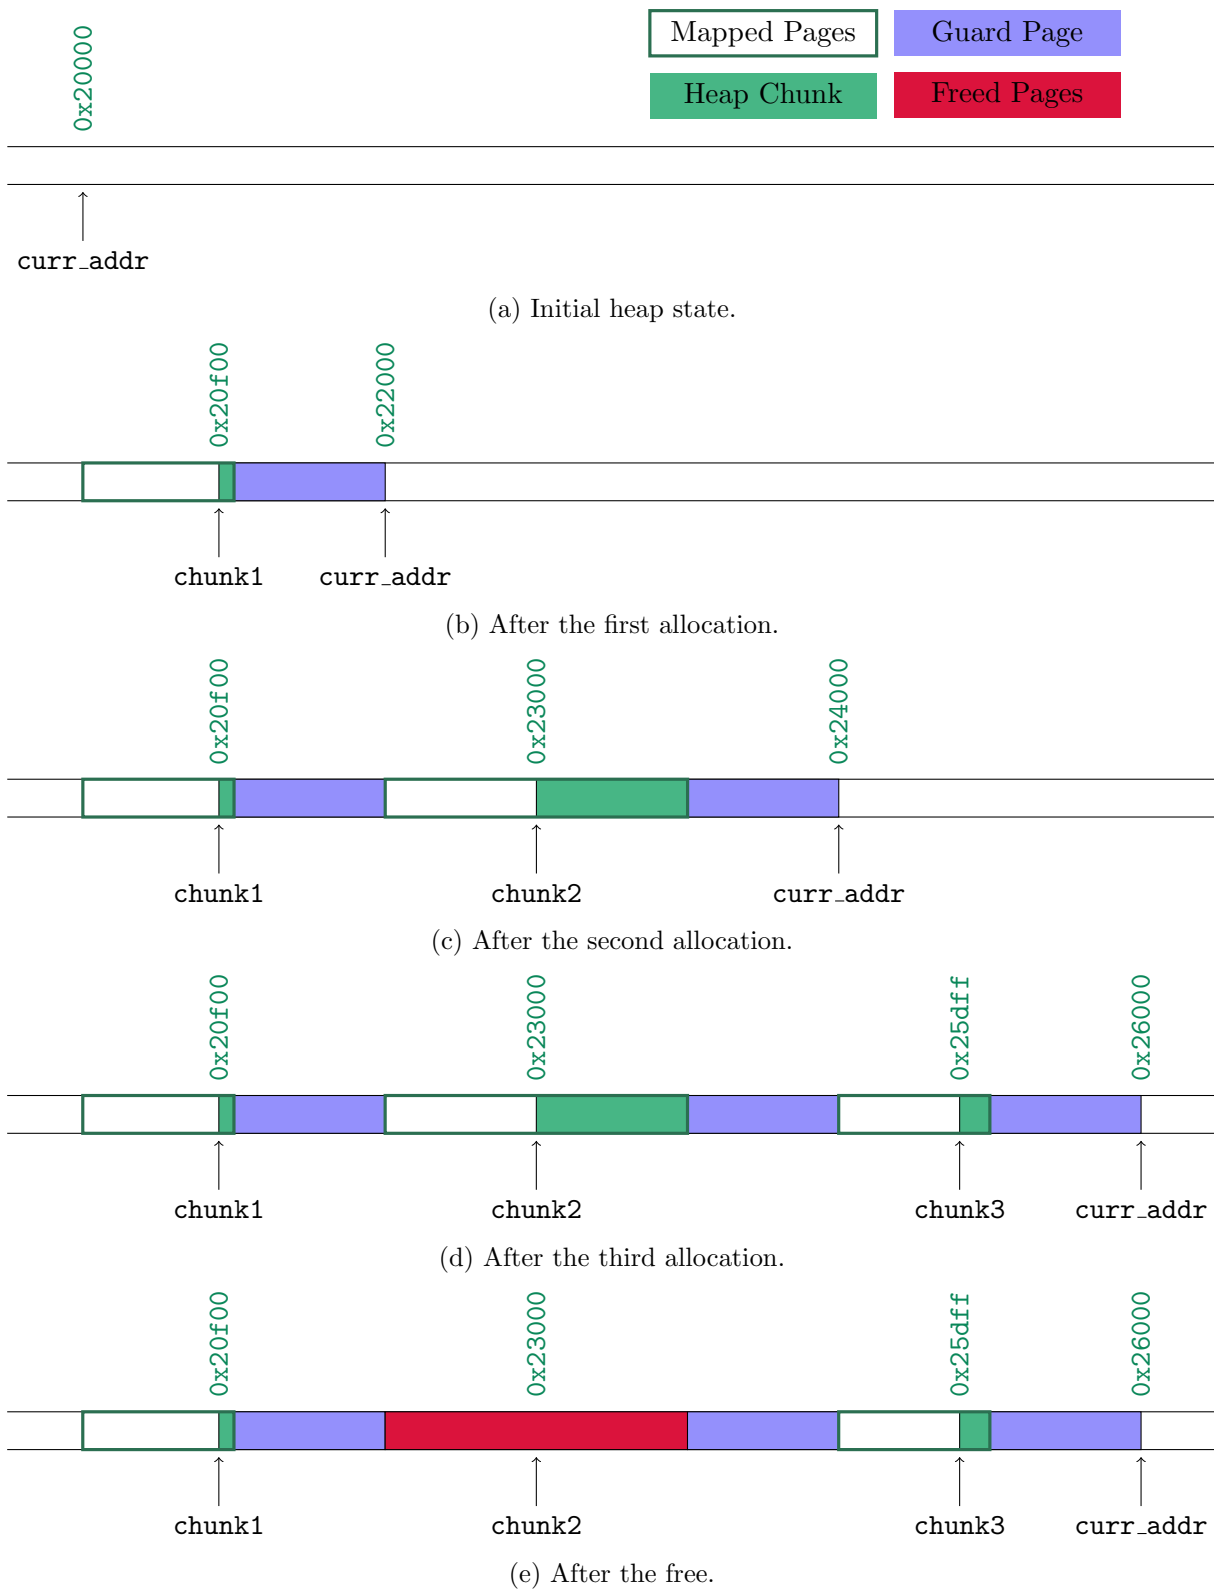 Mapped Pages
Guard Page
Heap Chunk
Freed Pages
0x20000
curr_addr
(a) Initial heap state.
0x20f00
0x22000
chunk1
curr_addr
(b) After the first allocation.
0x20f00
0x23000
0x24000
chunk1
chunk2
curr_addr
(c) After the second allocation.
0x20f00
0x23000
0x25dff
0x26000
chunk1
chunk2
chunk3
curr_addr
(d) After the third allocation.
0x20f00
0x23000
0x25dff
0x26000
chunk1
chunk2
chunk3
curr_addr
(e) After the free.